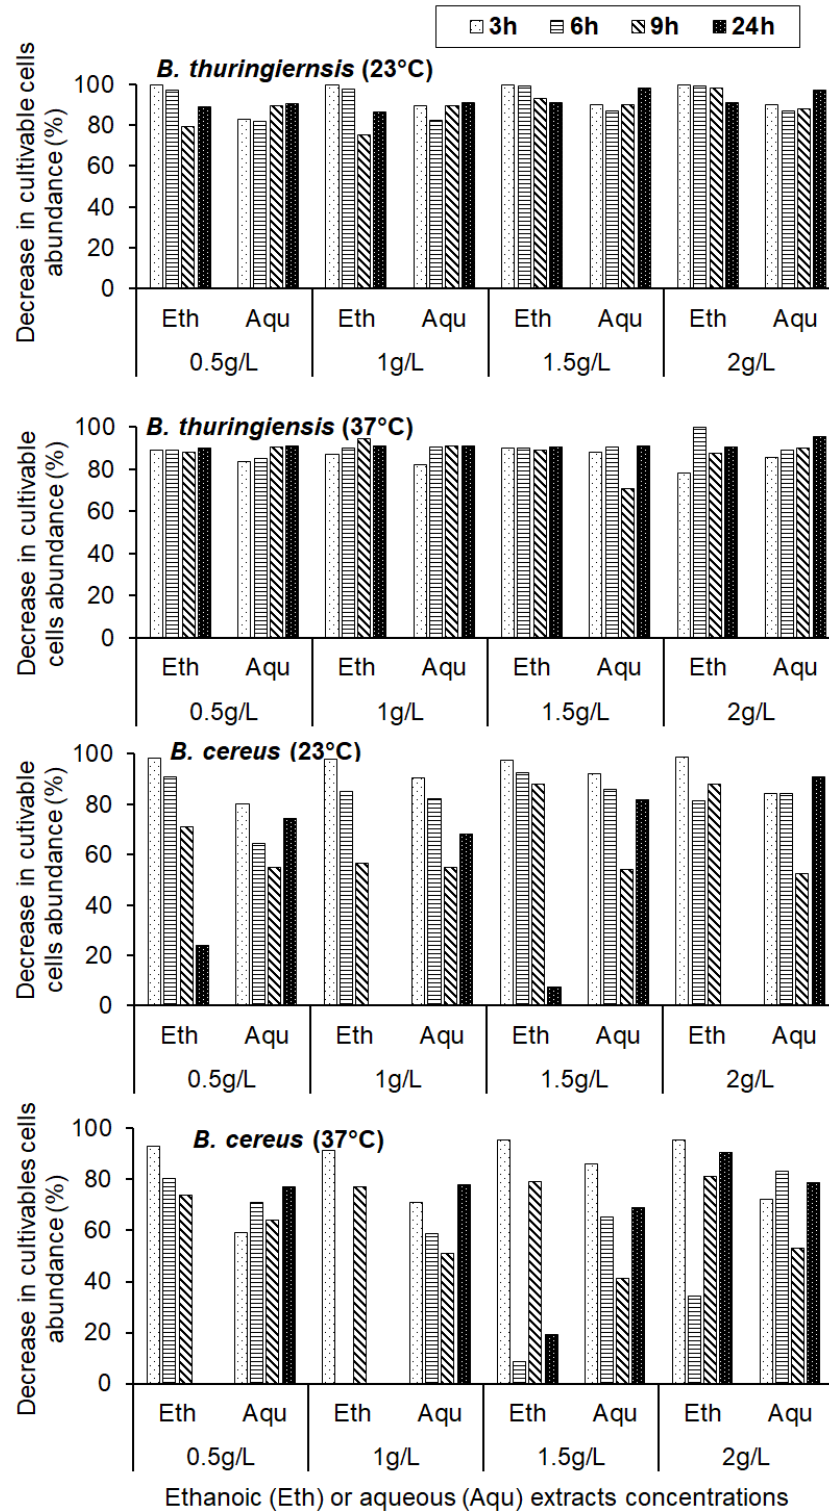 3h 6h 9h 24h
B. thuringiernsis (23°C)
Decrease in cultivable cells
abundance (%)
100
80
60
40
20
0
Eth Aqu Eth Aqu Eth Aqu Eth Aqu
0.5g/L 1g/L 1.5g/L 2g/L
B. thuringiensis (37°C)
Decrease in cultivable
cells abundance (%)
100
80
60
40
20
0
Eth Aqu Eth Aqu Eth Aqu Eth Aqu
0.5g/L 1g/L 1.5g/L 2g/L
B. cereus (23°C)
Decrease in cutivable
cells abundance (%)
100
80
60
40
20
0
Eth Aqu Eth Aqu Eth Aqu Eth Aqu
0.5g/L 1g/L 1.5g/L 2g/L
B. cereus (37°C)
Decrease in cultivables cells
abundance (%)
100
80
60
40
20
0
Eth Aqu Eth Aqu Eth Aqu Eth Aqu
0.5g/L 1g/L 1.5g/L 2g/L
Ethanoic (Eth) or aqueous (Aqu) extracts concentrations